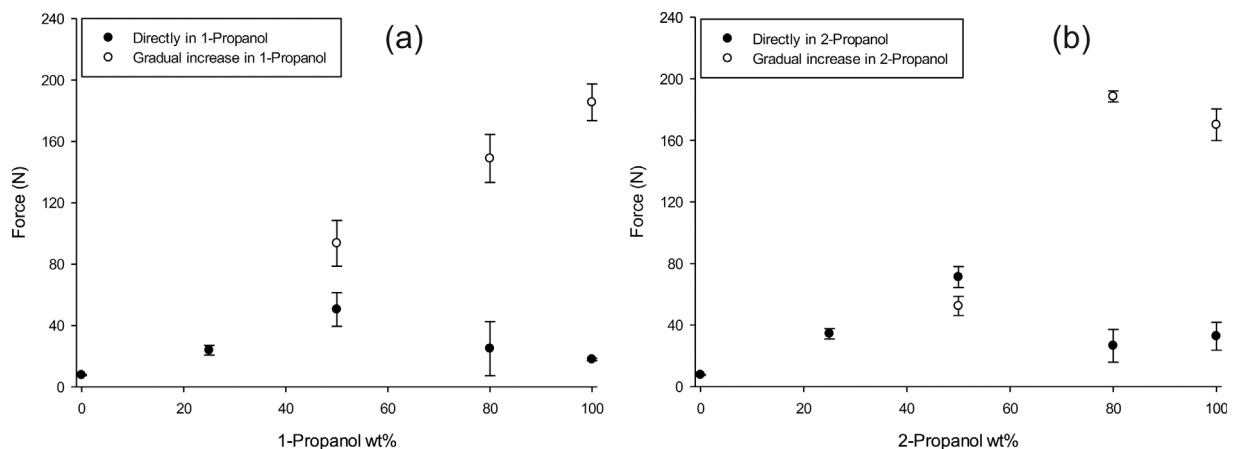 Directly in 1-Propanol
Gradual increase in 1-Propanol
(a)
240
200
160
120
80
40
0
Force (N)
0 20 40 60 80 100
1-Propanol wt%
Directly in 2-Propanol
Gradual increase in 2-Propanol
(b)
240
200
160
120
80
40
0
Force (N)
0 20 40 60 80 100
2-Propanol wt%